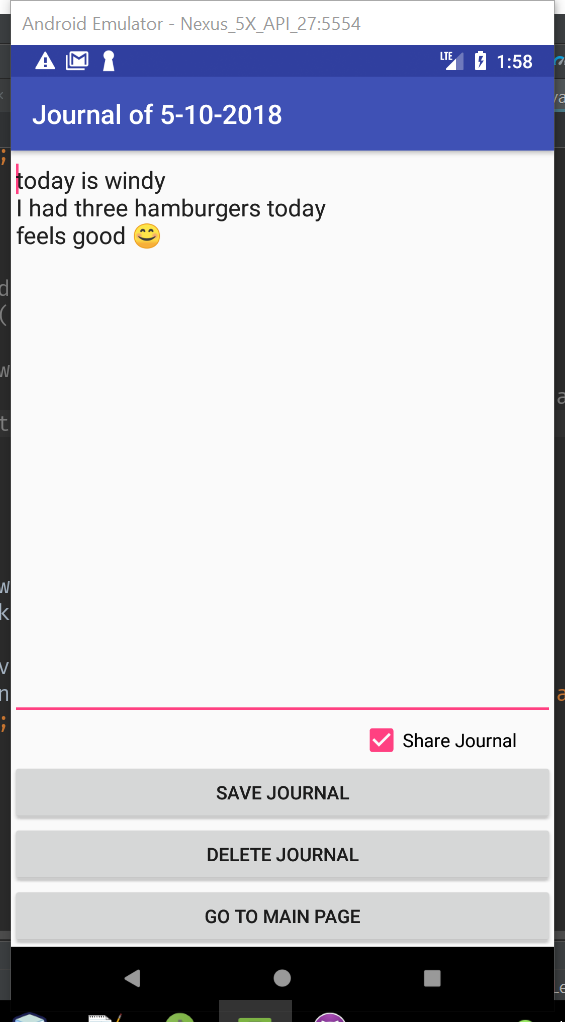 Android Emulator - Nexus_5X_API_27:5554
LTE 1:58
Journal of 5-10-2018
today is windy
I had three hamburgers today
feels good 😊
Share Journal
SAVE JOURNAL
DELETE JOURNAL
GO TO MAIN PAGE